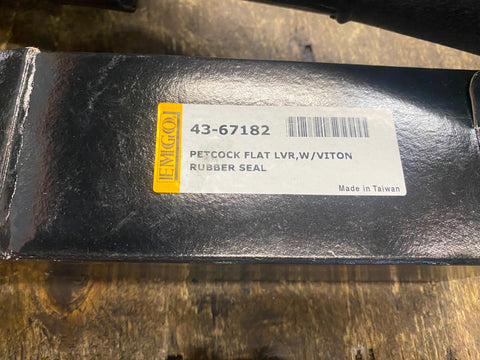 EMGO
43-67182
PETCOCK FLAT LVR,W/VITON
RUBBER SEAL
Made in Taiwan